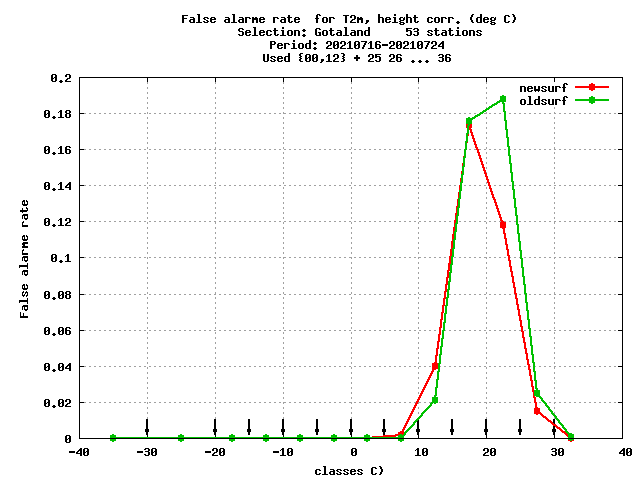 False alarme rate  for T2m, height corr. (deg C)
Selection: Gotaland     53 stations
Period: 20210716-20210724
Used {00,12} + 25 26 ... 36
newsurf
oldsurf
0.2
0.18
0.16
0.14
0.12
0.1
0.08
0.06
0.04
0.02
0
False alarme rate
-40 -30 -20 -10 0 10 20 30 40
classes C)